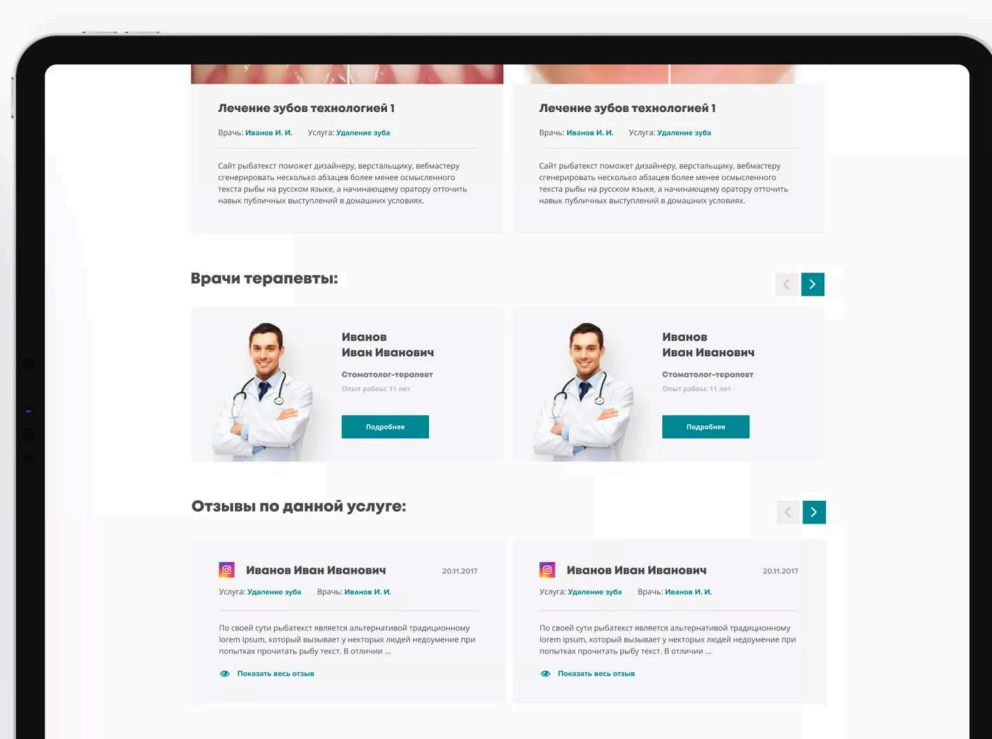 Лечение зубов технологией 1
Врачь: Иванов И. И. Услуга: Удаление зуба
Сайт рыбатекст поможет дизайнеру, верстальщику, вебмастеру
сгенерировать несколько абзацев более менее осмысленного
текста рыбы на русском языке, а начинающему оратору отточить
навык публичных выступлений в домашних условиях.
Лечение зубов технологией 1
Врачь: Иванов И. И. Услуга: Удаление зуба
Сайт рыбатекст поможет дизайнеру, верстальщику, вебмастеру
сгенерировать несколько абзацев более менее осмысленного
текста рыбы на русском языке, а начинающему оратору отточить
навык публичных выступлений в домашних условиях.
Врачи терапевты:
Иванов
Иван Иванович
Стоматолог-терапевт
Опыт рабоы: 11 лет
Подробнее
Иванов
Иван Иванович
Стоматолог-терапевт
Опыт рабоы: 11 лет
Подробнее
Отзывы по данной услуге:
Иванов Иван Иванович 20.11.2017
Услуга: Удаление зуба Врачь: Иванов И. И.
По своей сути рыбатекст является альтернативой традиционному
lorem ipsum, который вызывает у некторых людей недоумение при
попытках прочитать рыбу текст. В отличии ...
Показать весь отзыв
Иванов Иван Иванович 20.11.2017
Услуга: Удаление зуба Врачь: Иванов И. И.
По своей сути рыбатекст является альтернативой традиционному
lorem ipsum, который вызывает у некторых людей недоумение при
попытках прочитать рыбу текст. В отличии ...
Показать весь отзыв